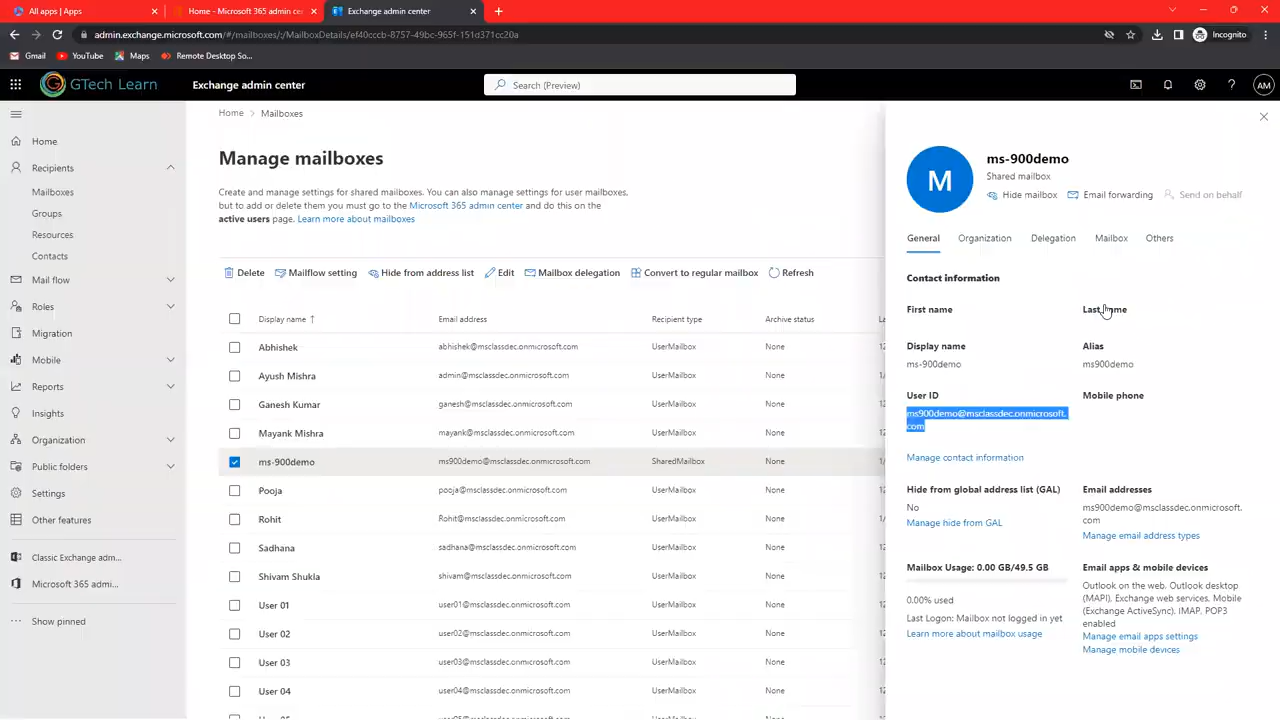 All apps | Apps
Home - Microsoft 365 admin ce
Exchange admin center
admin.exchange.microsoft.com/#/mailboxes/:/MailboxDetails/ef40cccb-8757-49bc-965f-151d371cc20a
Incognito
Gmail
YouTube
Maps
Remote Desktop So...
GTech Learn
Exchange admin center
Search (Preview)
AM
Home
Recipients
Mailboxes
Groups
Resources
Contacts
Mail flow
Roles
Migration
Mobile
Reports
Insights
Organization
Public folders
Settings
Other features
Classic Exchange adm...
Microsoft 365 admi...
Show pinned
Home > Mailboxes
Manage mailboxes
Create and manage settings for shared mailboxes. You can also manage settings for user mailboxes,
but to add or delete them you must go to the Microsoft 365 admin center and do this on the
active users page. Learn more about mailboxes
Delete Mailflow setting Hide from address list Edit Mailbox delegation Convert to regular mailbox Refresh
Display name ↑ Email address Recipient type Archive status
Abhishek abhishek@msclassdec.onmicrosoft.com UserMailbox None 12
Ayush Mishra admin@msclassdec.onmicrosoft.com UserMailbox None 1/
Ganesh Kumar ganesh@msclassdec.onmicrosoft.com UserMailbox None 12
Mayank Mishra mayank@msclassdec.onmicrosoft.com UserMailbox None 12
ms-900demo ms900demo@msclassdec.onmicrosoft.com SharedMailbox None 1/
Pooja pooja@msclassdec.onmicrosoft.com UserMailbox None 12
Rohit Rohit@msclassdec.onmicrosoft.com UserMailbox None 1/
Sadhana sadhana@msclassdec.onmicrosoft.com UserMailbox None 12
Shivam Shukla shivam@msclassdec.onmicrosoft.com UserMailbox None 12
User 01 user01@msclassdec.onmicrosoft.com UserMailbox None 12
User 02 user02@msclassdec.onmicrosoft.com UserMailbox None 12
User 03 user03@msclassdec.onmicrosoft.com UserMailbox None 12
User 04 user04@msclassdec.onmicrosoft.com UserMailbox None 12
M
ms-900demo
Shared mailbox
Hide mailbox Email forwarding Send on behalf
General Organization Delegation Mailbox Others
Contact information
First name Last name
Display name Alias
ms-900demo ms900demo
User ID Mobile phone
ms900demo@msclassdec.onmicrosoft.
com
Manage contact information
Hide from global address list (GAL)
No
Manage hide from GAL
Email addresses
ms900demo@msclassdec.onmicrosoft.
com
Manage email address types
Mailbox Usage: 0.00 GB/49.5 GB
0.00% used
Last Logon: Mailbox not logged in yet
Learn more about mailbox usage
Email apps & mobile devices
Outlook on the web, Outlook desktop
(MAPI), Exchange web services, Mobile
(Exchange ActiveSync), IMAP, POP3
enabled
Manage email apps settings
Manage mobile devices